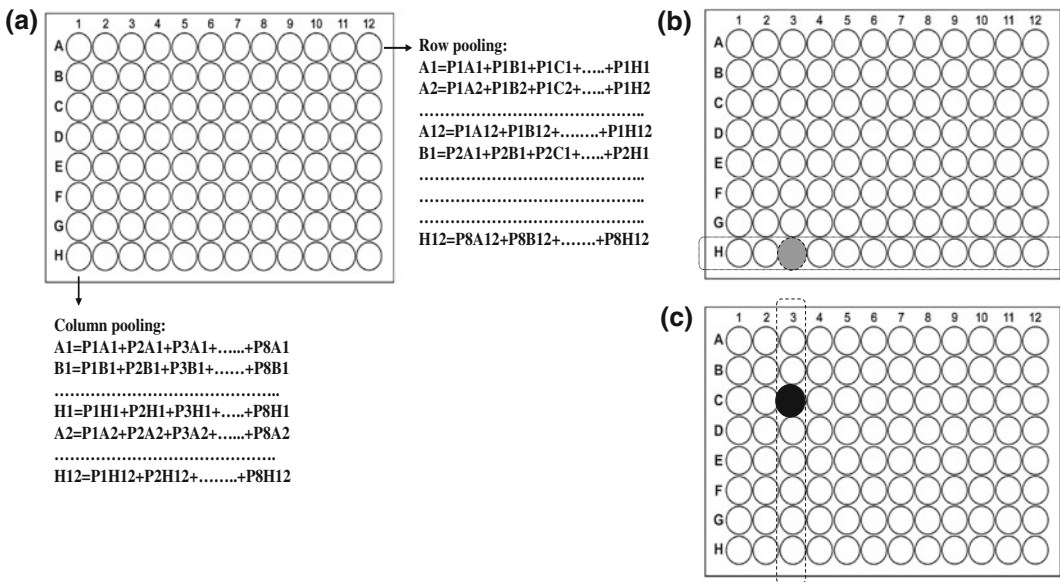 (a)
1 2 3 4 5 6 7 8 9 10 11 12
A
B
C
D
E
F
G
H
Row pooling:
A1=P1A1+P1B1+P1C1+…..+P1H1
A2=P1A2+P1B2+P1C2+…..+P1H2
……………………………………..
A12=P1A12+P1B12+…….+P1H12
B1=P2A1+P2B1+P2C1+…..+P2H1
……………………………………..
……………………………………..
……………………………………..
H12=P8A12+P8B12+…….+P8H12
Column pooling:
A1=P1A1+P2A1+P3A1+…...+P8A1
B1=P1B1+P2B1+P3B1+……+P8B1
……………………………………...
H1=P1H1+P2H1+P3H1+…..+P8H1
A2=P1A2+P2A2+P3A2+…...+P8A2
…………………………………….
H12=P1H12+P2H12+……..+P8H12
(b)
1 2 3 4 5 6 7 8 9 10 11 12
A
B
C
D
E
F
G
H
(c)
1 2 3 4 5 6 7 8 9 10 11 12
A
B
C
D
E
F
G
H